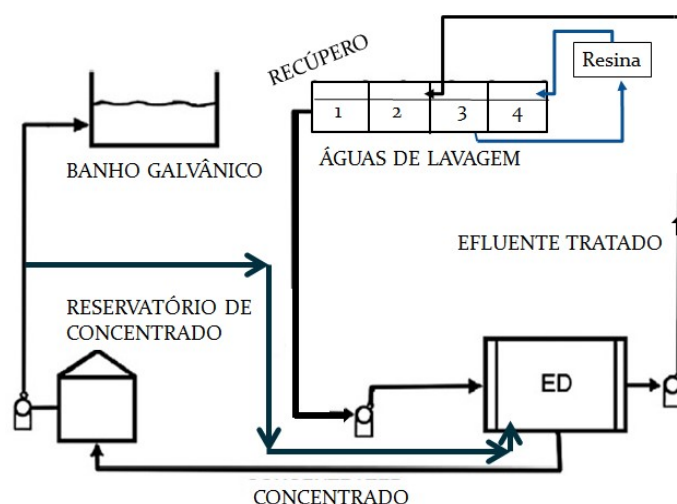 RECÚPERO
Resina
1 2 3 4
BANHO GALVÂNICO
ÁGUAS DE LAVAGEM
EFLUENTE TRATADO
RESERVATÓRIO DE
CONCENTRADO
ED
CONCENTRADO